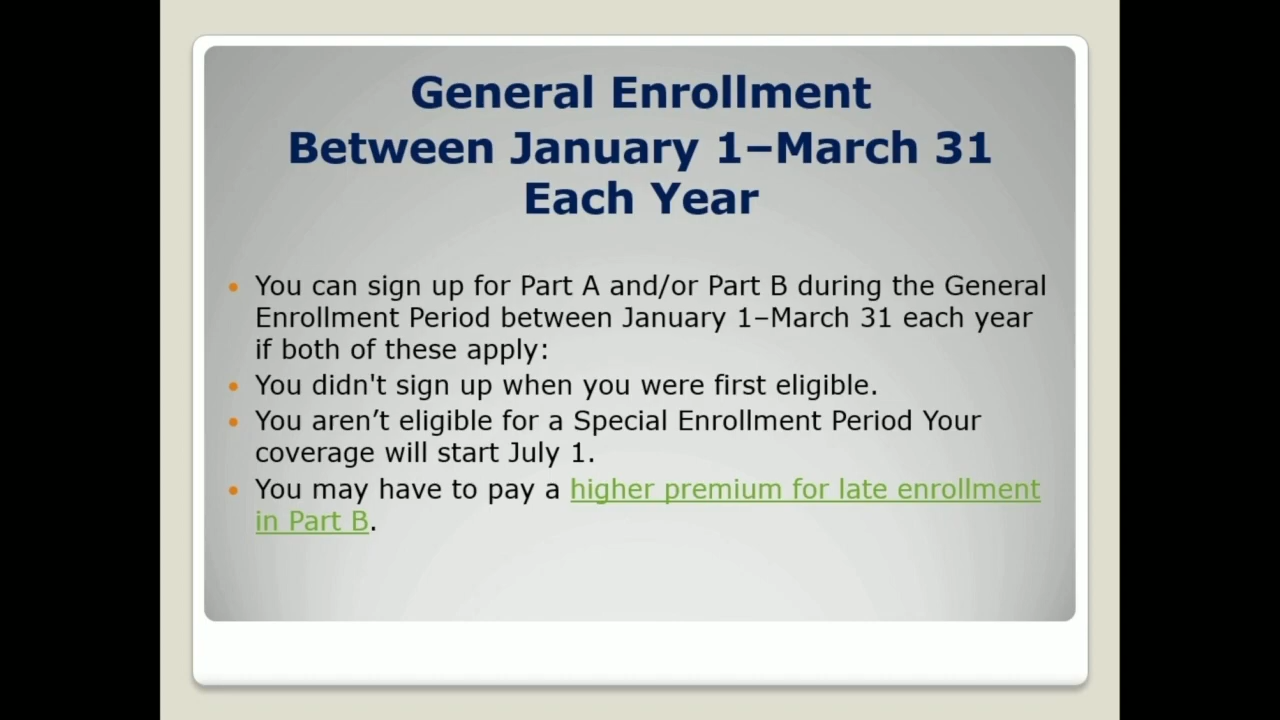 General Enrollment
Between January 1–March 31
Each Year
• You can sign up for Part A and/or Part B during the General
Enrollment Period between January 1–March 31 each year
if both of these apply:
• You didn't sign up when you were first eligible.
• You aren’t eligible for a Special Enrollment Period Your
coverage will start July 1.
• You may have to pay a higher premium for late enrollment
in Part B.